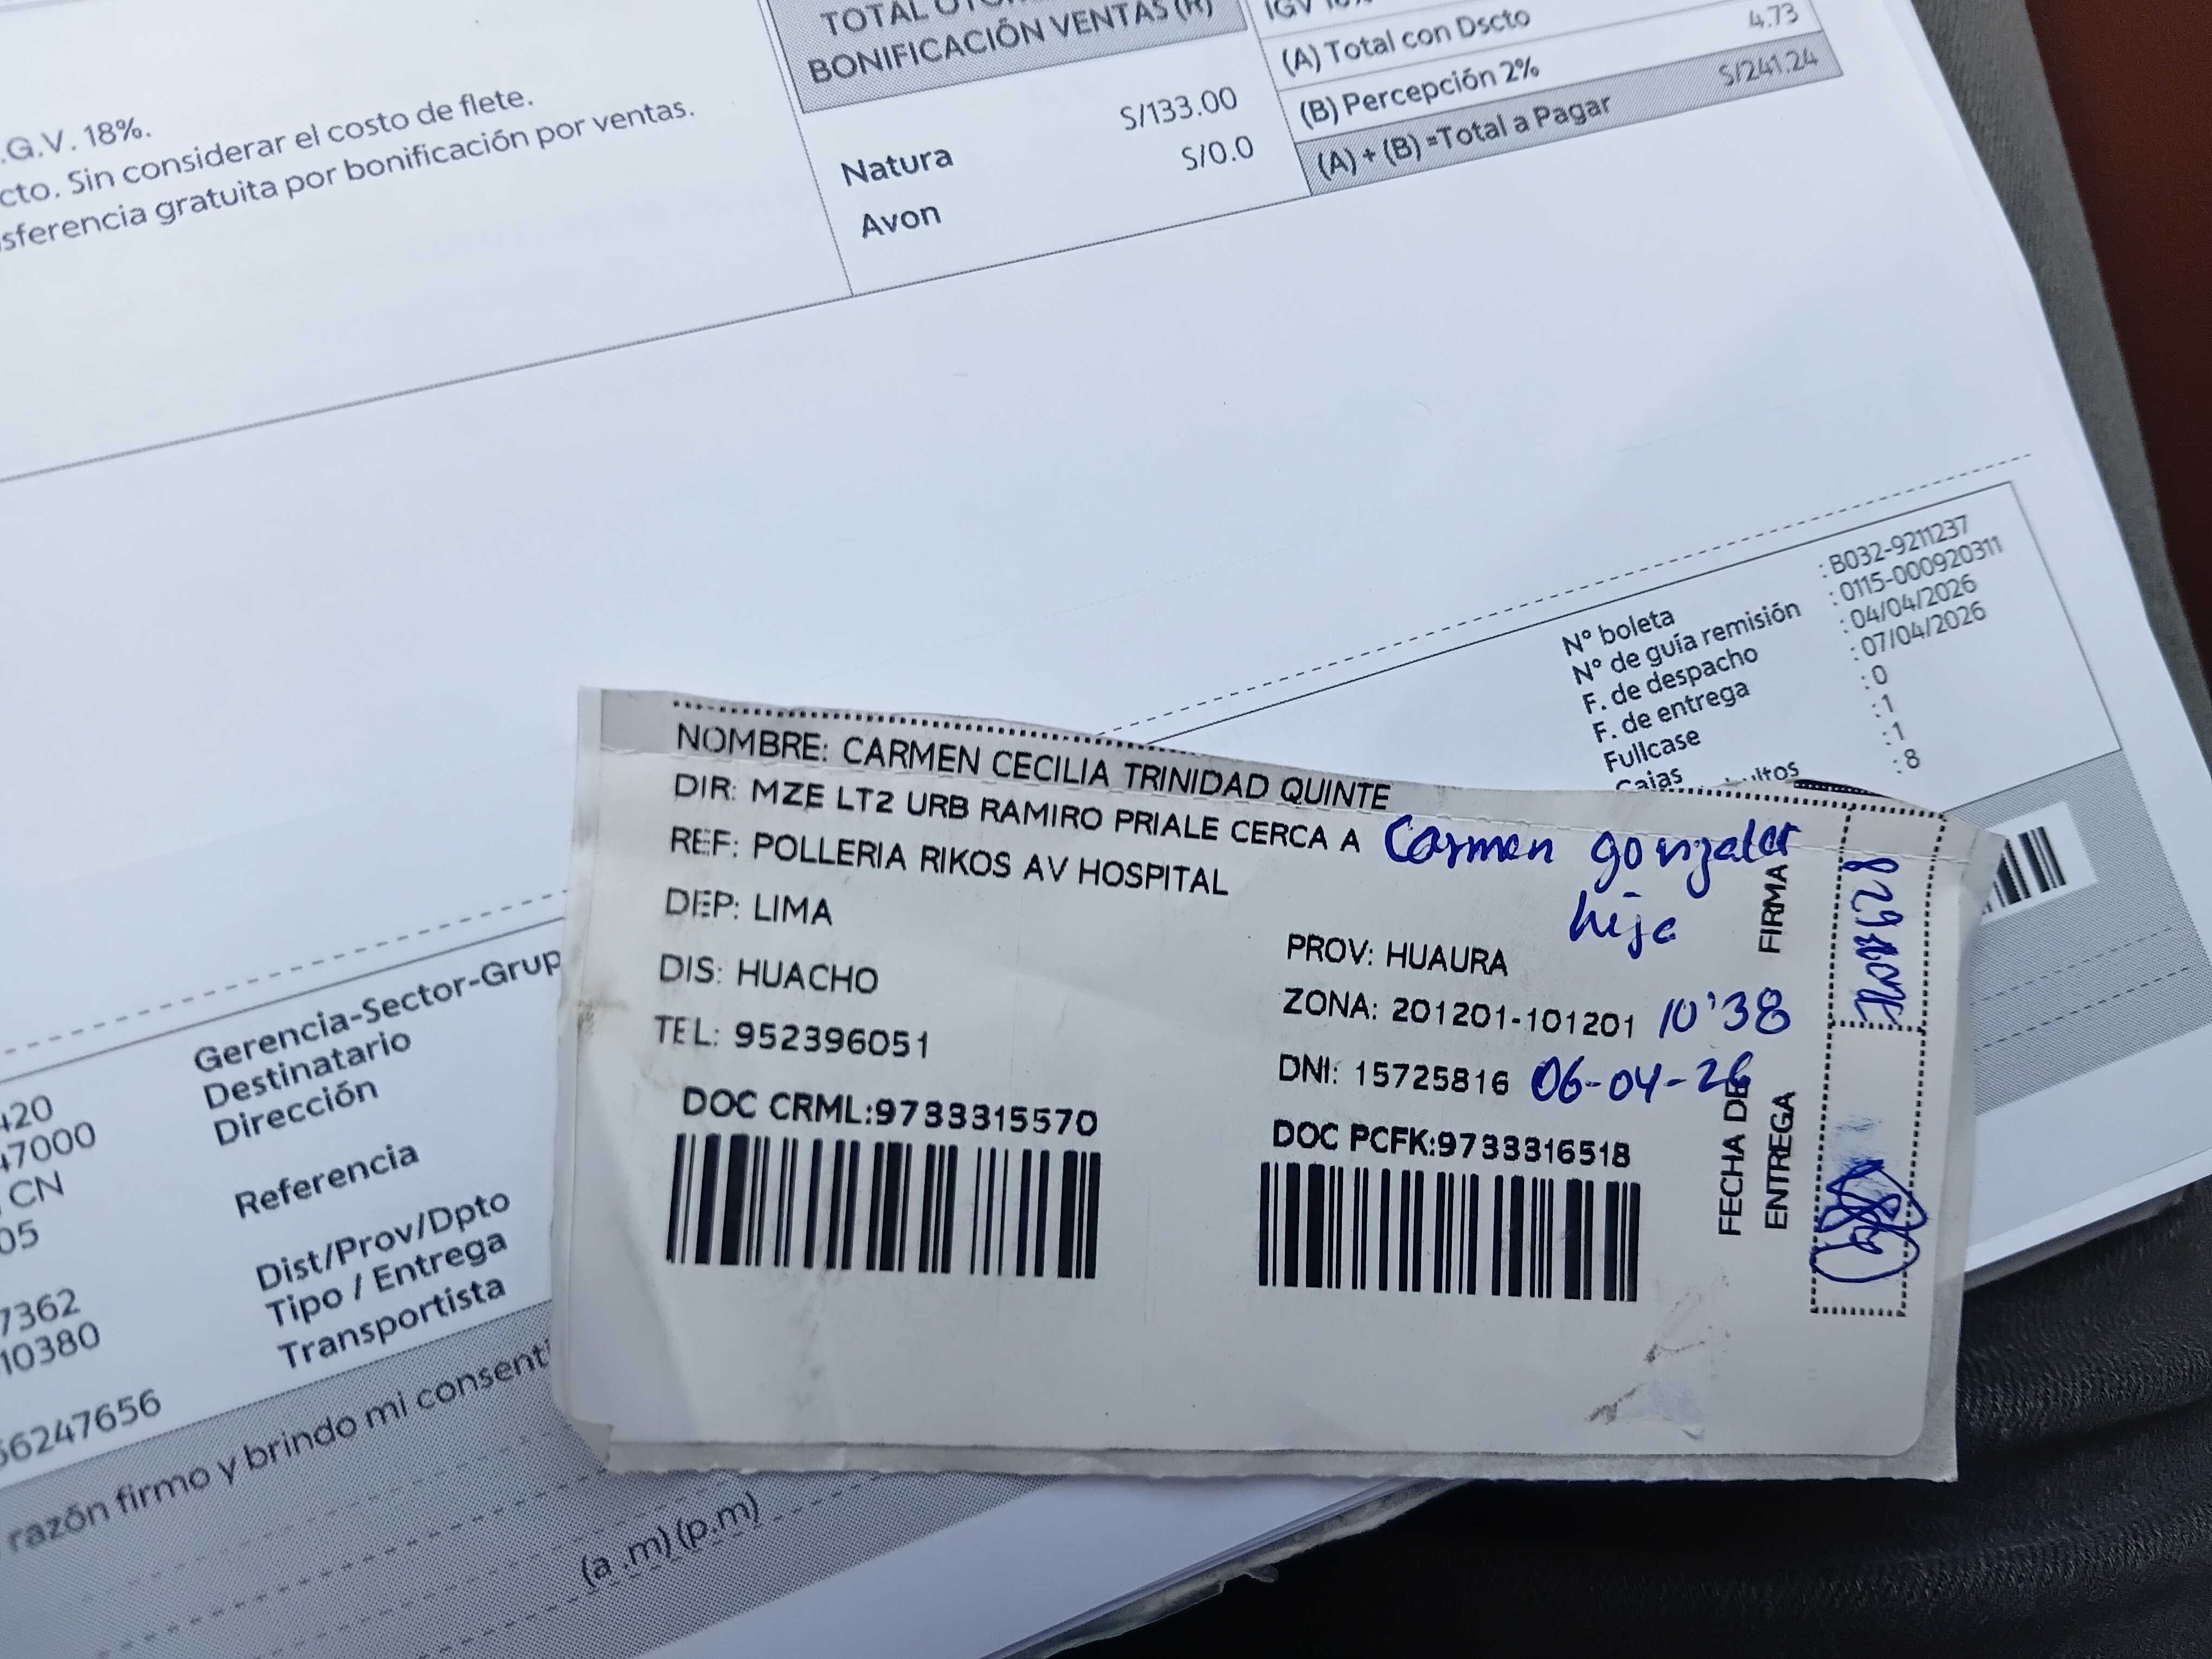 .G.V. 18%.
cto. Sin considerar el costo de flete.
sferencia gratuita por bonificación por ventas.
TOTAL
BONIFICACIÓN VENTAS (R)
Natura S/133.00
Avon S/0.0
(A) Total con Dscto
(B) Percepción 2% 4.73
(A) + (B) =Total a Pagar S/241.24
N° boleta : B032-9211237
N° de guía remisión : 0115-000920311
F. de despacho : 04/04/2026
F. de entrega : 07/04/2026
Fullcase : 0
Cajas : 1
: 1
: 8
NOMBRE: CARMEN CECILIA TRINIDAD QUINTE
DIR: MZE LT2 URB RAMIRO PRIALE CERCA A
REF: POLLERIA RIKOS AV HOSPITAL
DEP: LIMA
PROV: HUAURA
DIS: HUACHO
ZONA: 201201-101201
TEL: 952396051
DNI: 15725816
DOC CRML:9733315570
DOC PCFK:9733316518
Carmen gonzales
hija
10'38
06-04-26
FIRMA
FECHA DE
ENTREGA
420
47000
CN
05
7362
10380
56247656
Gerencia-Sector-Grup
Destinatario
Dirección
Referencia
Dist/Prov/Dpto
Tipo / Entrega
Transportista
razón firmo y brindo mi consenti
(a .m) (p.m)